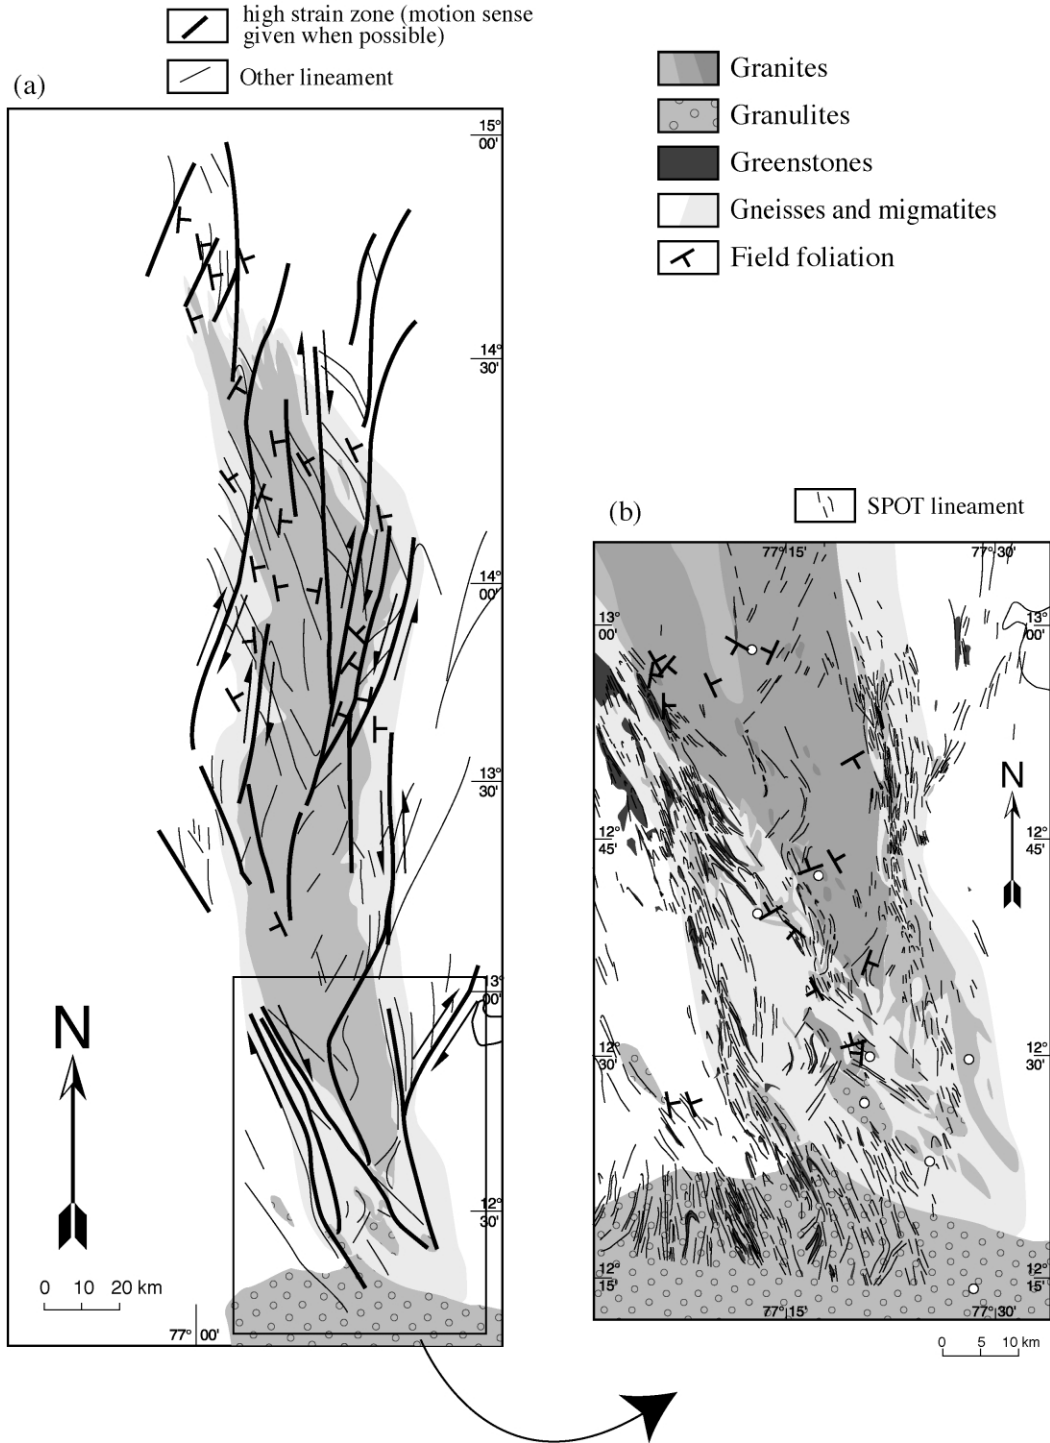 high strain zone (motion sense
given when possible)
Other lineament
(a)
Granites
Granulites
Greenstones
Gneisses and migmatites
Field foliation
15°
00'
14°
30'
14°
00'
13°
30'
13°
00'
12°
30'
77° 00'
N
0 10 20 km
(b)
SPOT lineament
77°15' 77°30'
13°
00'
13°
00'
12°
45'
12°
45'
12°
30'
12°
30'
12°
15'
12°
15'
77°15' 77°30'
N
0 5 10 km